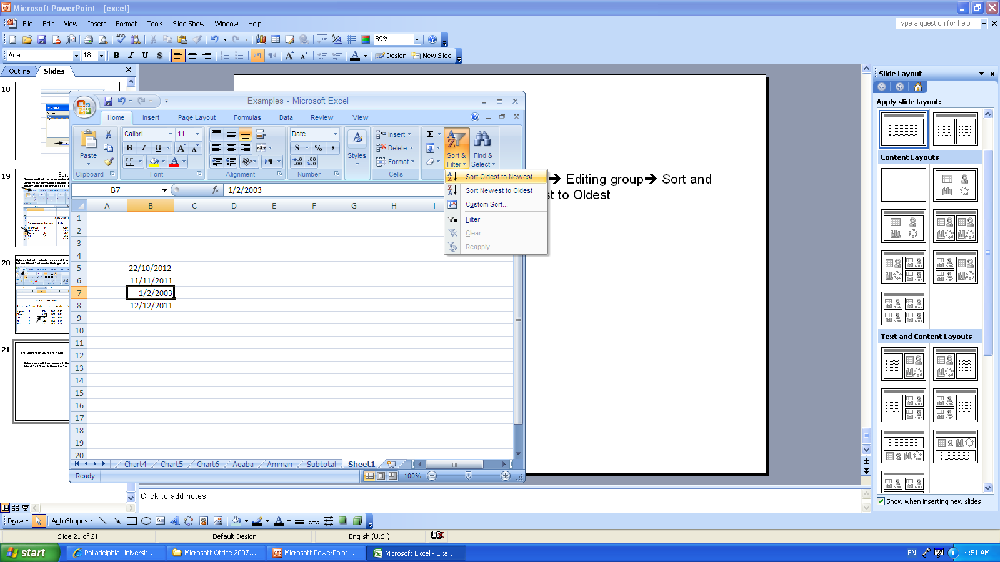 Microsoft PowerPoint - [excel]
File Edit View Insert Format Tools Slide Show Window Help
Type a question for help
89%
Arial 18 B I U S Design New Slide
Outline Slides
Slide Layout
Apply slide layout:
Content Layouts
Text and Content Layouts
Show when inserting new slides
18
19
20
21
Examples - Microsoft Excel
Home Insert Page Layout Formulas Data Review View
Paste
Clipboard
Calibri 11
B I U
Font
Alignment
Date
$ % ,
Number
Styles
Insert
Delete
Format
Cells
Σ
Sort & Filter
Find & Select
Sort Oldest to Newest
Sort Newest to Oldest
Custom Sort...
Filter
Clear
Reapply
B7 fx 1/2/2003
A B C D E F G H I
1
2
3
4
5 22/10/2012
6 11/11/2011
7 1/2/2003
8 12/12/2011
9
10
11
12
13
14
15
16
17
18
19
20
Chart4 Chart5 Chart6 Aqaba Amman Subtotal Sheet1
Ready 100%
→ Editing group→ Sort and
st to Oldest
Click to add notes
Draw AutoShapes
Slide 21 of 21 Default Design English (U.S.)
start Philadelphia Universit... Microsoft Office 2007... Microsoft PowerPoint ... Microsoft Excel - Exa... EN 4:51 AM